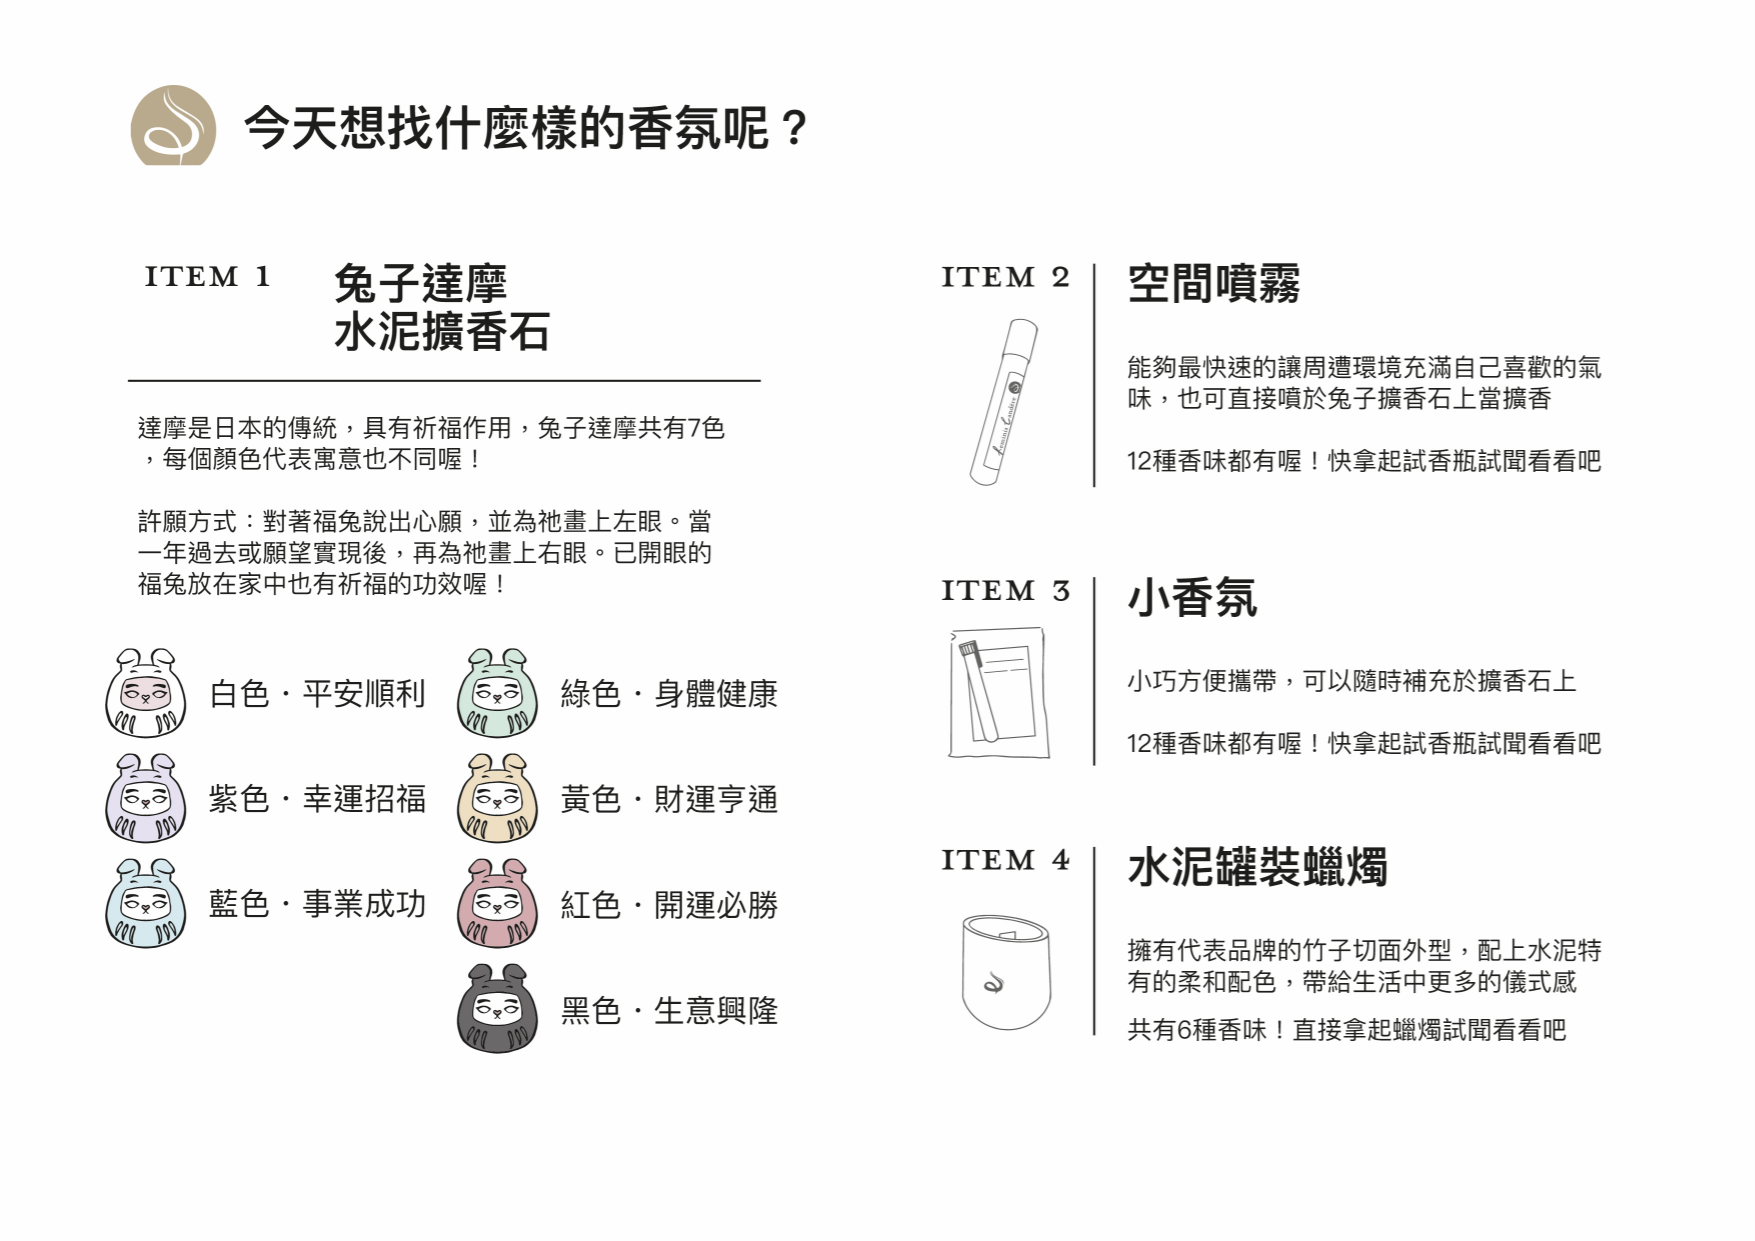 今天想找什麼樣的香氛呢？
ITEM 1
兔子達摩
水泥擴香石
達摩是日本的傳統，具有祈福作用，兔子達摩共有7色
，每個顏色代表寓意也不同喔！
許願方式：對著福兔說出心願，並為祂畫上左眼。當
一年過去或願望實現後，再為祂畫上右眼。已開眼的
福兔放在家中也有祈福的功效喔！
白色・平安順利
綠色・身體健康
紫色・幸運招福
黃色・財運亨通
藍色・事業成功
紅色・開運必勝
黑色・生意興隆
ITEM 2
空間噴霧
能夠最快速的讓周遭環境充滿自己喜歡的氣
味，也可直接噴於兔子擴香石上當擴香
12種香味都有喔！快拿起試香瓶試聞看看吧
ITEM 3
小香氛
小巧方便攜帶，可以隨時補充於擴香石上
12種香味都有喔！快拿起試香瓶試聞看看吧
ITEM 4
水泥罐裝蠟燭
擁有代表品牌的竹子切面外型，配上水泥特
有的柔和配色，帶給生活中更多的儀式感
共有6種香味！直接拿起蠟燭試聞看看吧